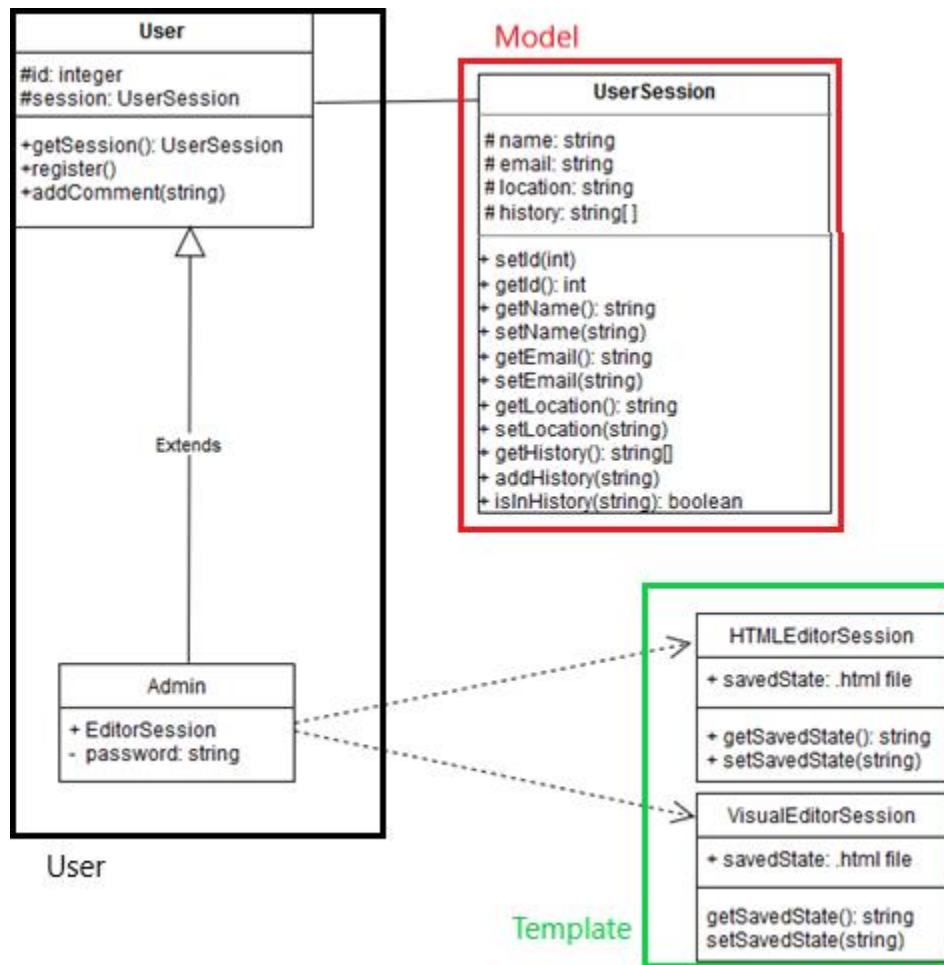 User
#id: integer
#session: UserSession
+getSession(): UserSession
+register()
+addComment(string)
Model
UserSession
# name: string
# email: string
# location: string
# history: string[ ]
+ setId(int)
+ getId(): int
+ getName(): string
+ setName(string)
+ getEmail(): string
+ setEmail(string)
+ getLocation(): string
+ setLocation(string)
+ getHistory(): string[]
+ addHistory(string)
+ isInHistory(string): boolean
Extends
Admin
+ EditorSession
- password: string
User
HTMLEditorSession
+ savedState: .html file
+ getSavedState(): string
+ setSavedState(string)
VisualEditorSession
+ savedState: .html file
getSavedState(): string
setSavedState(string)
Template